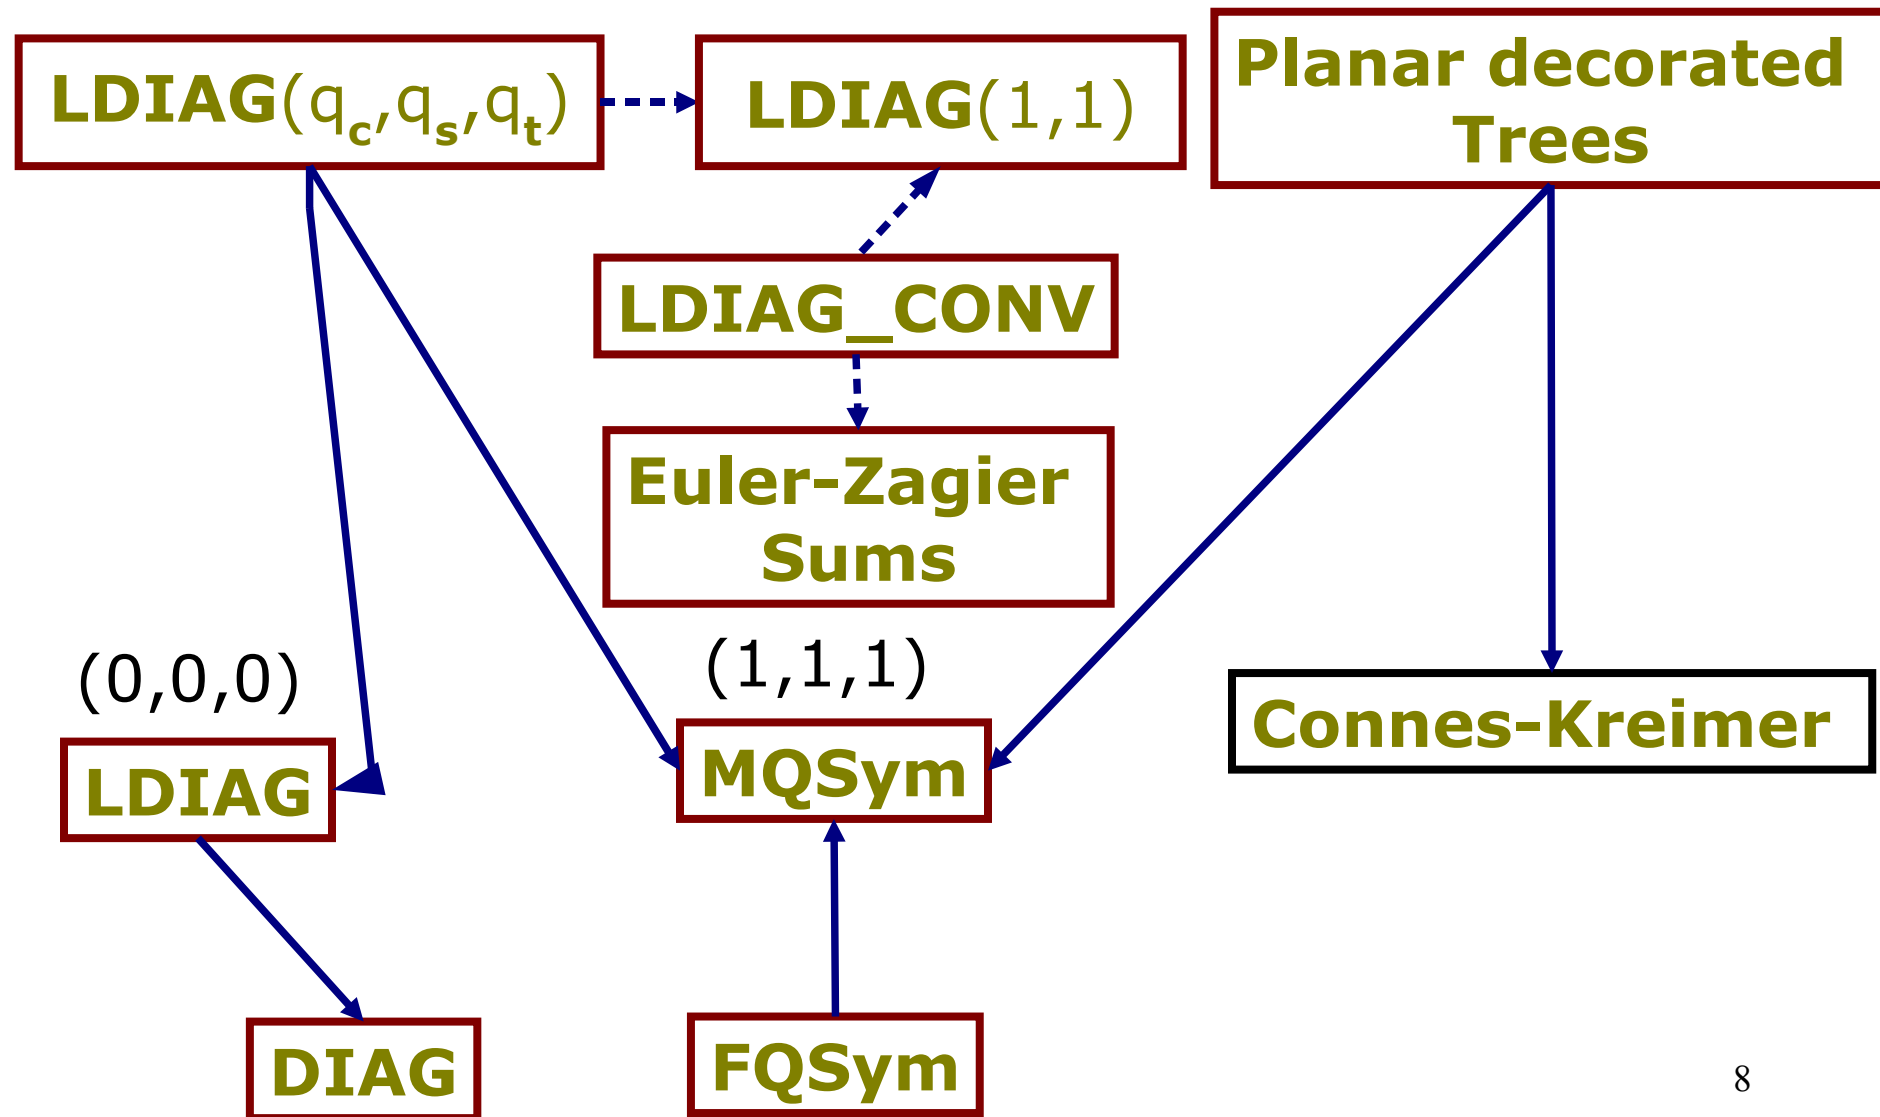 LDIAG(qc,qs,qt)
LDIAG(1,1)
Planar decorated
Trees
LDIAG_CONV
Euler-Zagier
Sums
(0,0,0)
(1,1,1)
Connes-Kreimer
LDIAG
MQSym
DIAG
FQSym
8